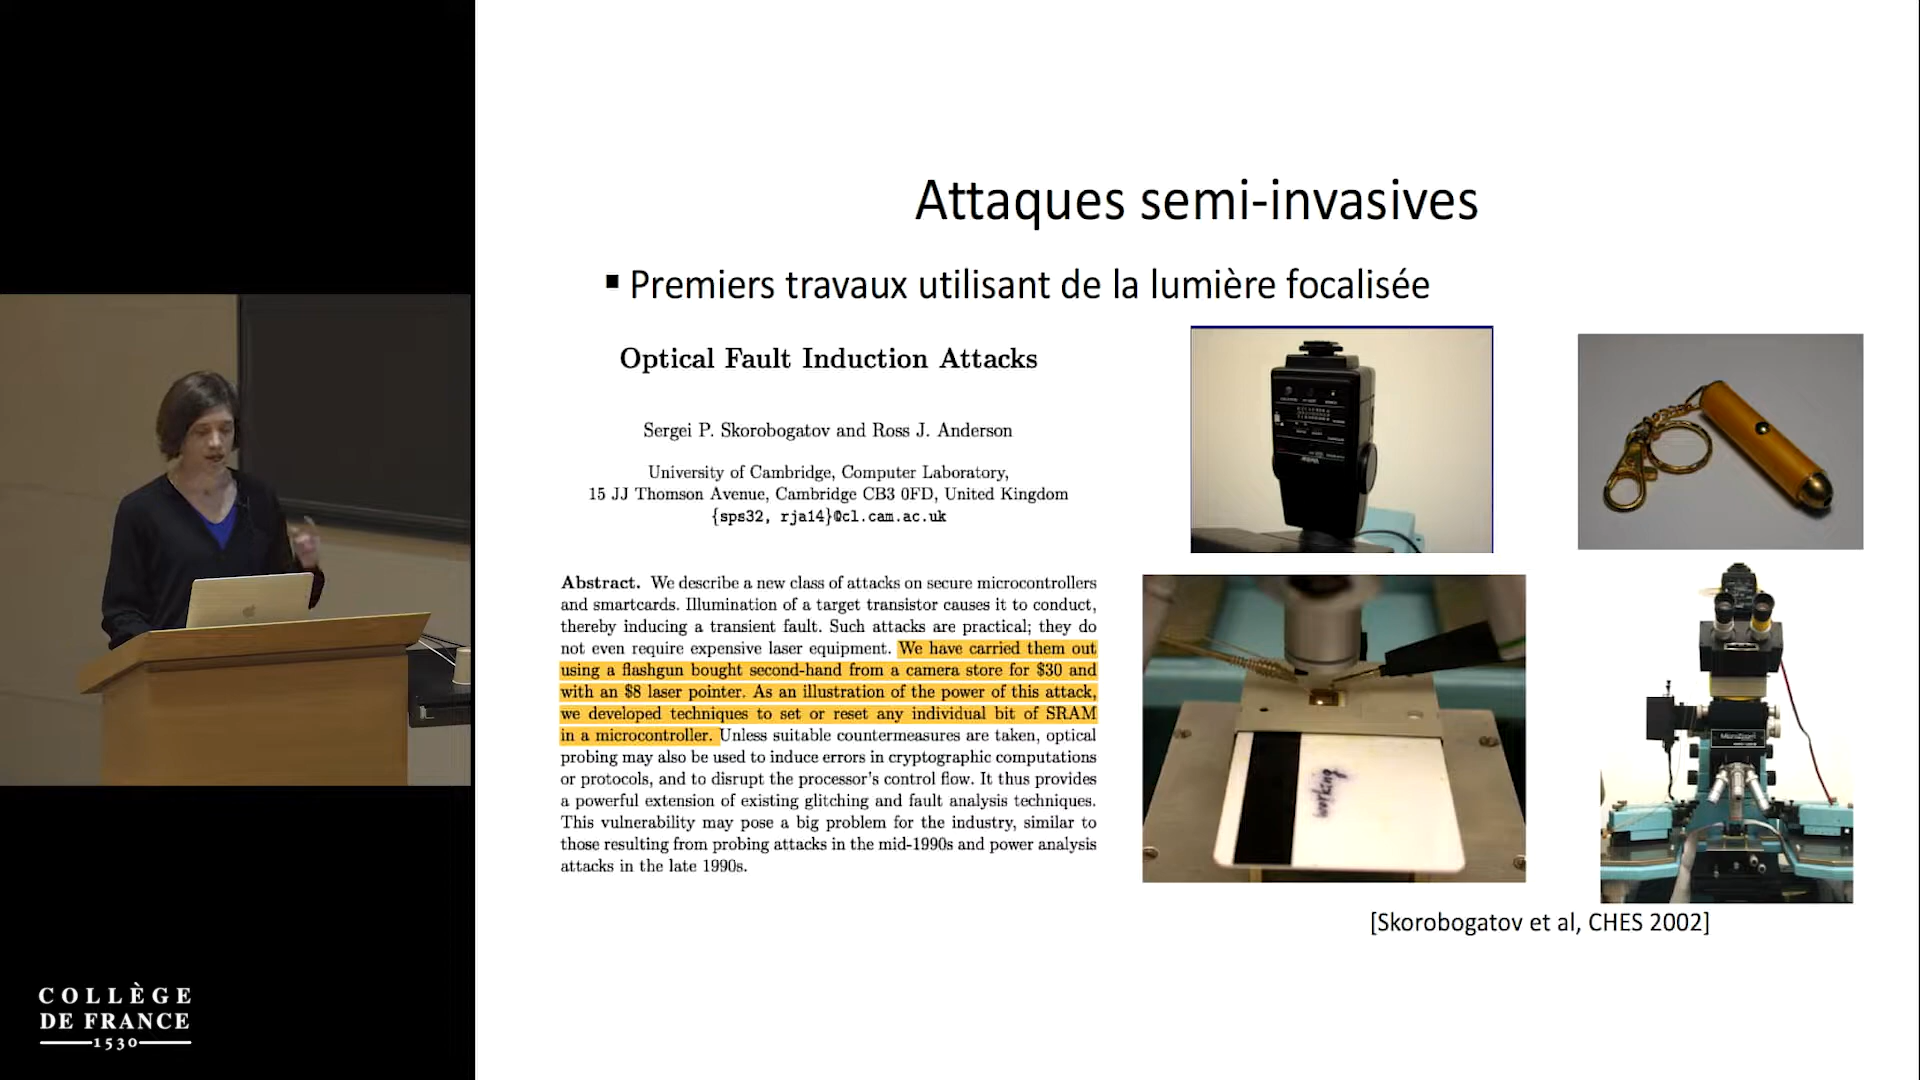 Attaques semi-invasives
▪ Premiers travaux utilisant de la lumière focalisée
Optical Fault Induction Attacks
Sergei P. Skorobogatov and Ross J. Anderson
University of Cambridge, Computer Laboratory,
15 JJ Thomson Avenue, Cambridge CB3 0FD, United Kingdom
{sps32, rja14}@cl.cam.ac.uk
Abstract. We describe a new class of attacks on secure microcontrollers
and smartcards. Illumination of a target transistor causes it to conduct,
thereby inducing a transient fault. Such attacks are practical; they do
not even require expensive laser equipment. We have carried them out
using a flashgun bought second-hand from a camera store for $30 and
with an $8 laser pointer. As an illustration of the power of this attack,
we developed techniques to set or reset any individual bit of SRAM
in a microcontroller. Unless suitable countermeasures are taken, optical
probing may also be used to induce errors in cryptographic computations
or protocols, and to disrupt the processor's control flow. It thus provides
a powerful extension of existing glitching and fault analysis techniques.
This vulnerability may pose a big problem for the industry, similar to
those resulting from probing attacks in the mid-1990s and power analysis
attacks in the late 1990s.
working
MicroZoom
[Skorobogatov et al, CHES 2002]
COLLÈGE
DE FRANCE
1530